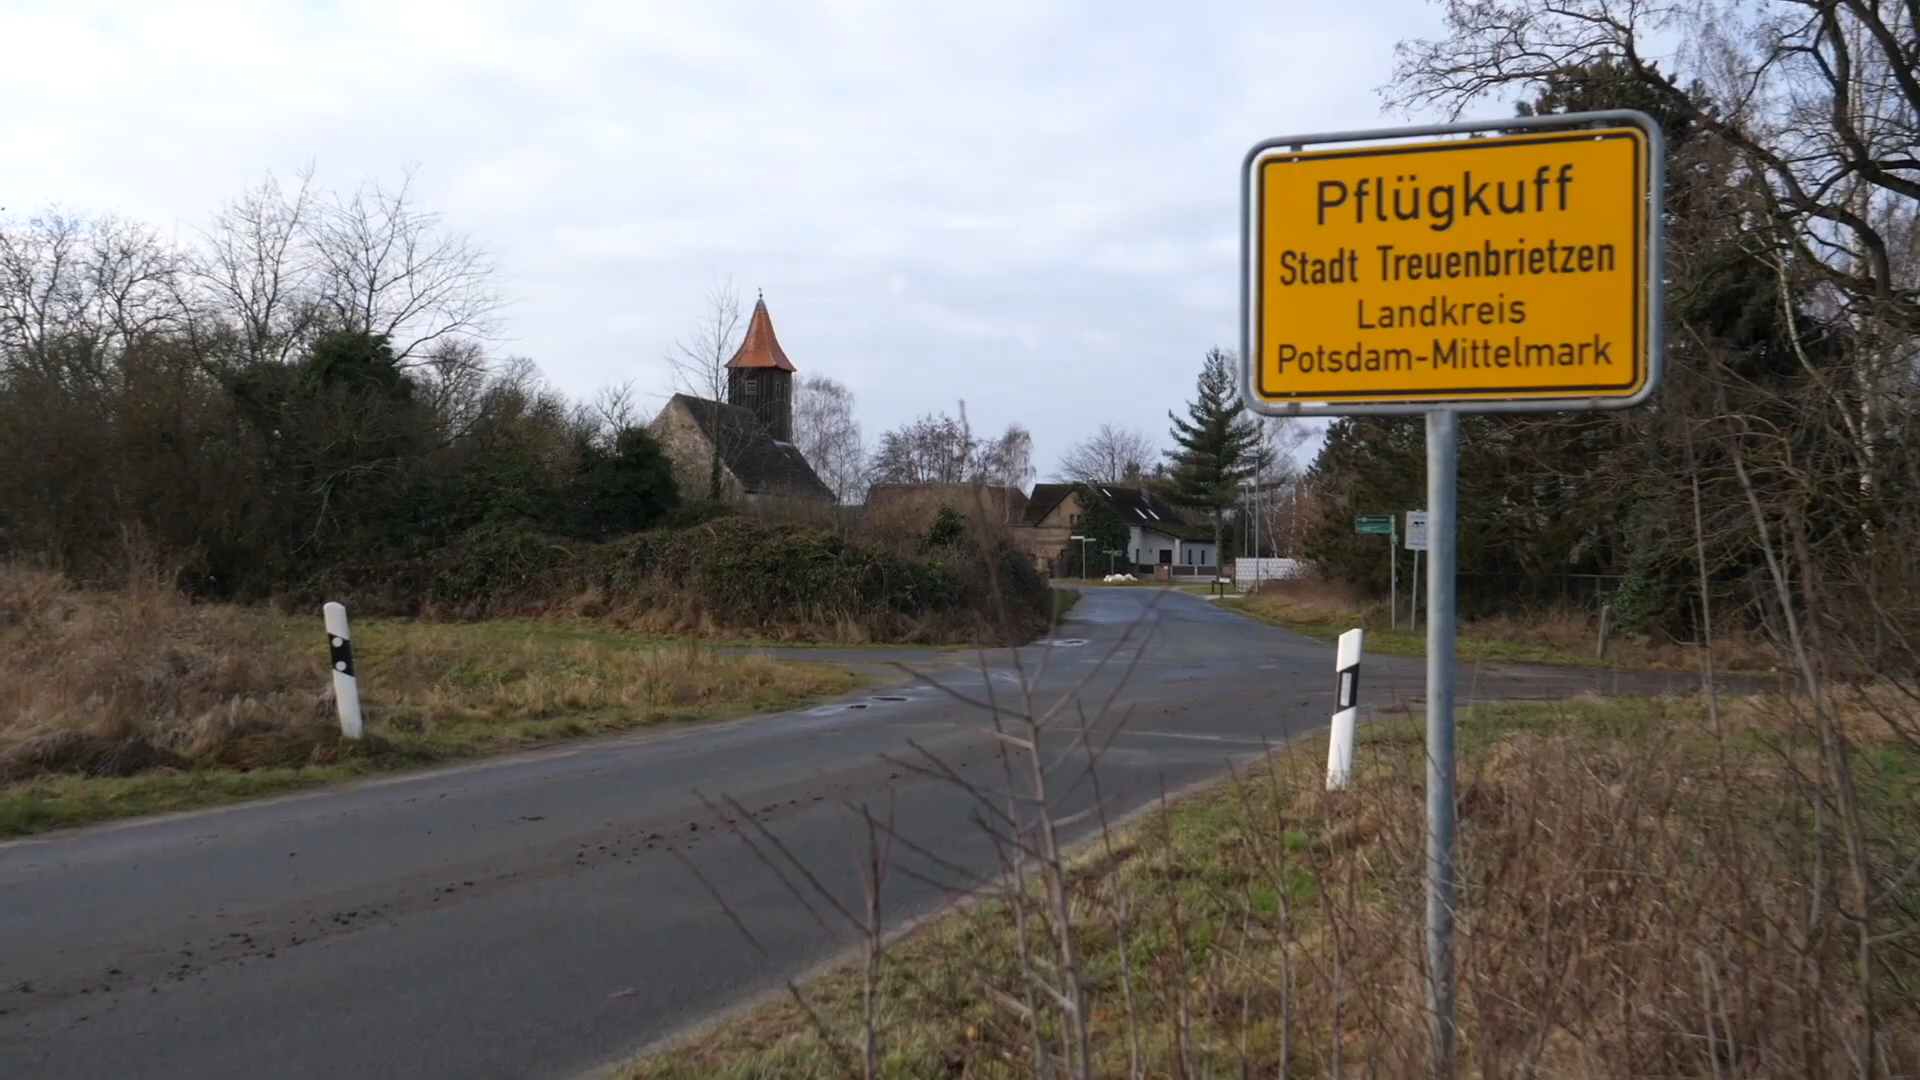 Pflügkuff
Stadt Treuenbrietzen
Landkreis
Potsdam-Mittelmark